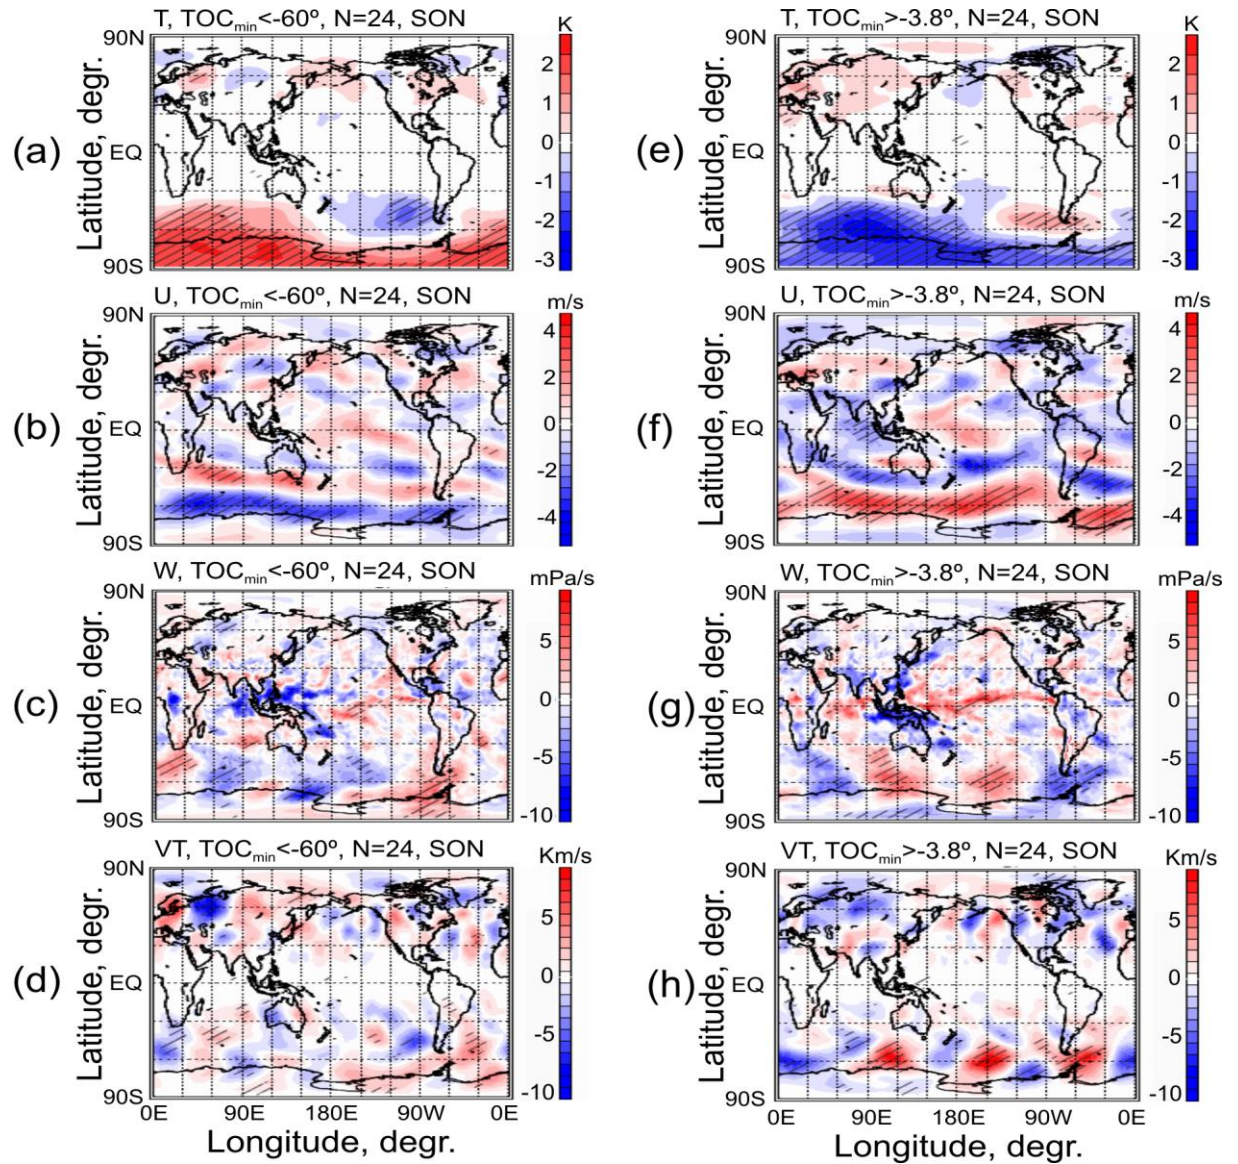 T, TOCmin<-60º, N=24, SON
K
90N
2
1
0
-1
-2
-3
EQ
90S
Latitude, degr.
(a)
T, TOCmin>-3.8º, N=24, SON
K
90N
2
1
0
-1
-2
-3
EQ
90S
Latitude, degr.
(e)
U, TOCmin<-60º, N=24, SON
m/s
90N
4
2
0
-2
-4
EQ
90S
Latitude, degr.
(b)
U, TOCmin>-3.8º, N=24, SON
m/s
90N
4
2
0
-2
-4
EQ
90S
Latitude, degr.
(f)
W, TOCmin<-60º, N=24, SON
mPa/s
90N
5
0
-5
-10
EQ
90S
Latitude, degr.
(c)
W, TOCmin>-3.8º, N=24, SON
mPa/s
90N
5
0
-5
-10
EQ
90S
Latitude, degr.
(g)
VT, TOCmin<-60º, N=24, SON
Km/s
90N
5
0
-5
-10
EQ
90S
Latitude, degr.
(d)
0E 90E 180E 90W 0E
Longitude, degr.
VT, TOCmin>-3.8º, N=24, SON
Km/s
90N
5
0
-5
-10
EQ
90S
Latitude, degr.
(h)
0E 90E 180E 90W 0E
Longitude, degr.